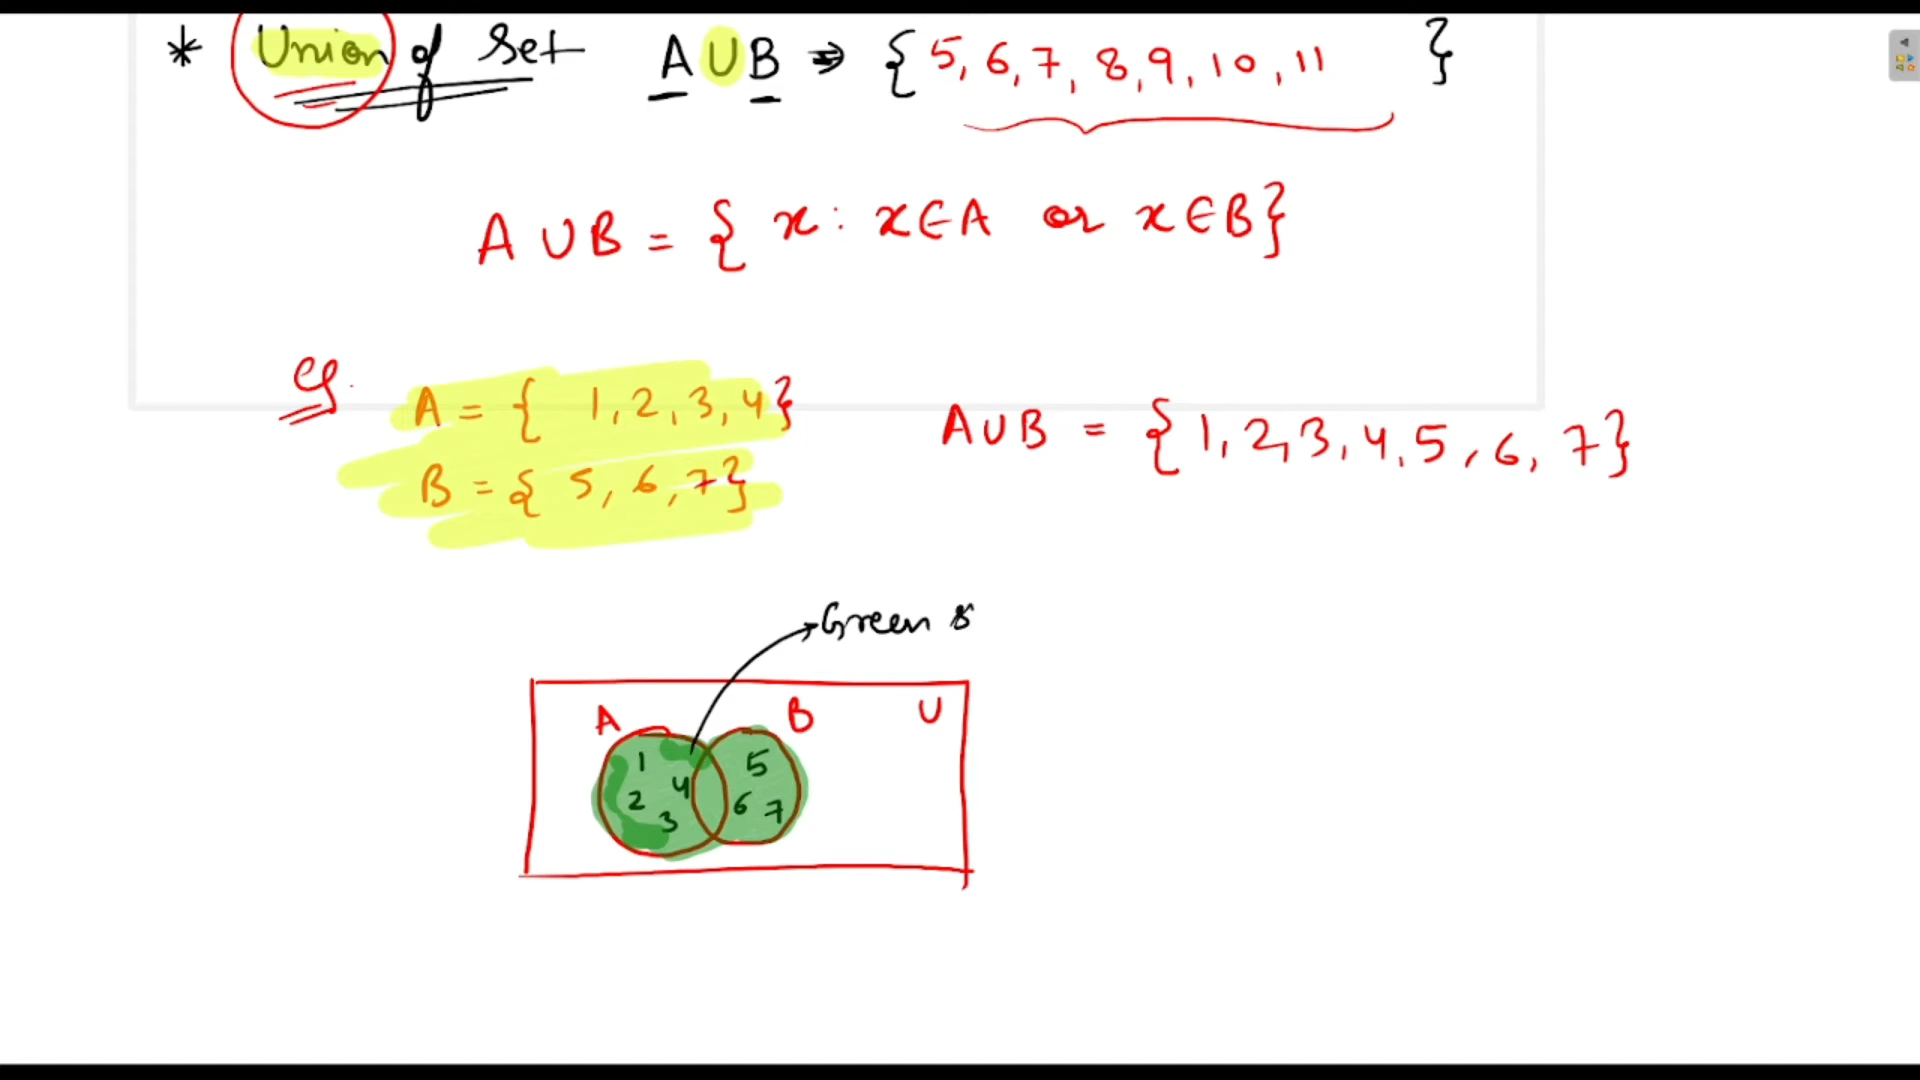 * Union of Set A∪B ⇒ {5, 6, 7, 8, 9, 10, 11 }
A ∪ B = { x : x∈A or x∈B}
eg.
A = { 1, 2, 3, 4}
A∪B = {1, 2, 3, 4, 5, 6, 7}
B = { 5, 6, 7}
Green s
A B U
1 5
4
2 6 7
3